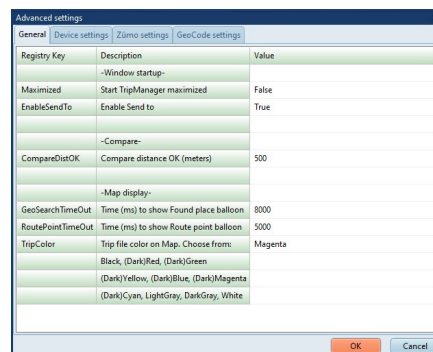 Advanced settings
General Device settings Zümo settings GeoCode settings
Registry Key Description Value
-Window startup-
Maximized Start TripManager maximized False
EnableSendTo Enable Send to True
-Compare-
CompareDistOK Compare distance OK (meters) 500
-Map display-
GeoSearchTimeOut Time (ms) to show Found place balloon 8000
RoutePointTimeOut Time (ms) to show Route point balloon 5000
TripColor Trip file color on Map. Choose from: Magenta
Black, (Dark)Red, (Dark)Green
(Dark)Yellow, (Dark)Blue, (Dark)Magenta
(Dark)Cyan, LightGray, DarkGray, White
OK Cancel